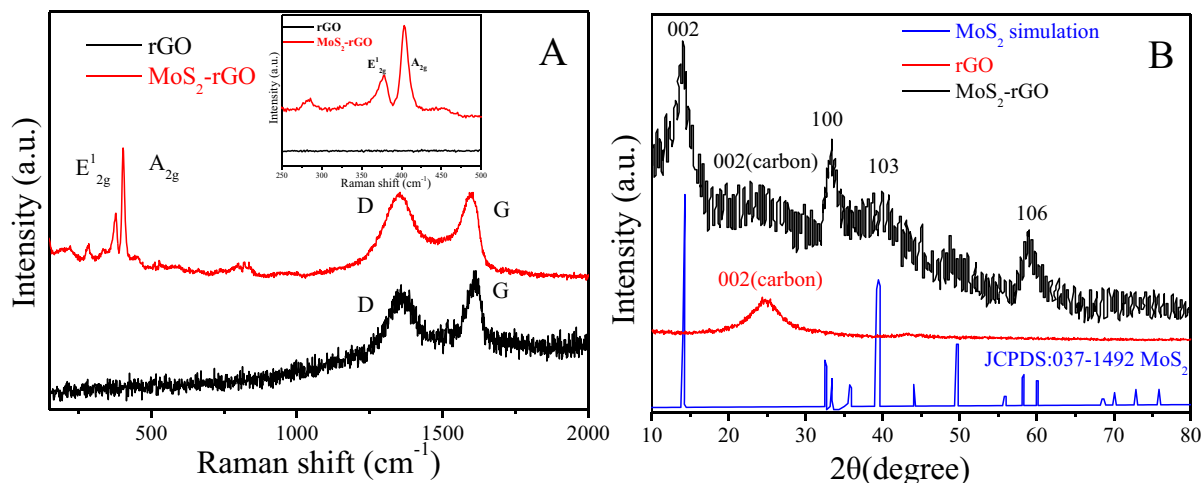 A
rGO
MoS₂-rGO
rGO
MoS₂-rGO
E¹₂g
A₂g
Intensity (a.u.)
250 300 350 400 450 500
Raman shift (cm⁻¹)
E¹₂g
A₂g
D
G
D
G
Intensity (a.u.)
500 1000 1500 2000
Raman shift (cm⁻¹)
B
002
MoS₂ simulation
rGO
MoS₂-rGO
100
002(carbon)
103
106
002(carbon)
JCPDS:037-1492 MoS₂
Intensity (a.u.)
10 20 30 40 50 60 70 80
2θ(degree)